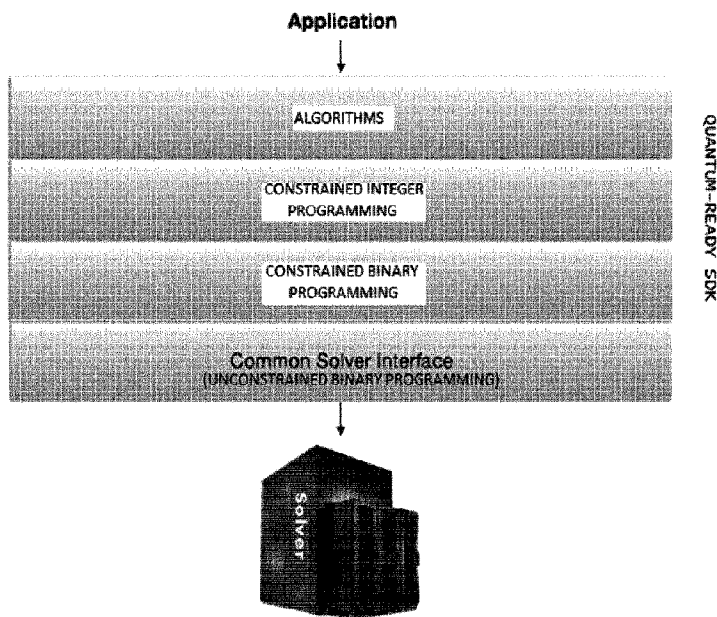 Application
ALGORITHMS
CONSTRAINED INTEGER
PROGRAMMING
CONSTRAINED BINARY
PROGRAMMING
Common Solver Interface
(UNCONSTRAINED BINARY PROGRAMMING)
QUANTUM-READY SDK
Solver